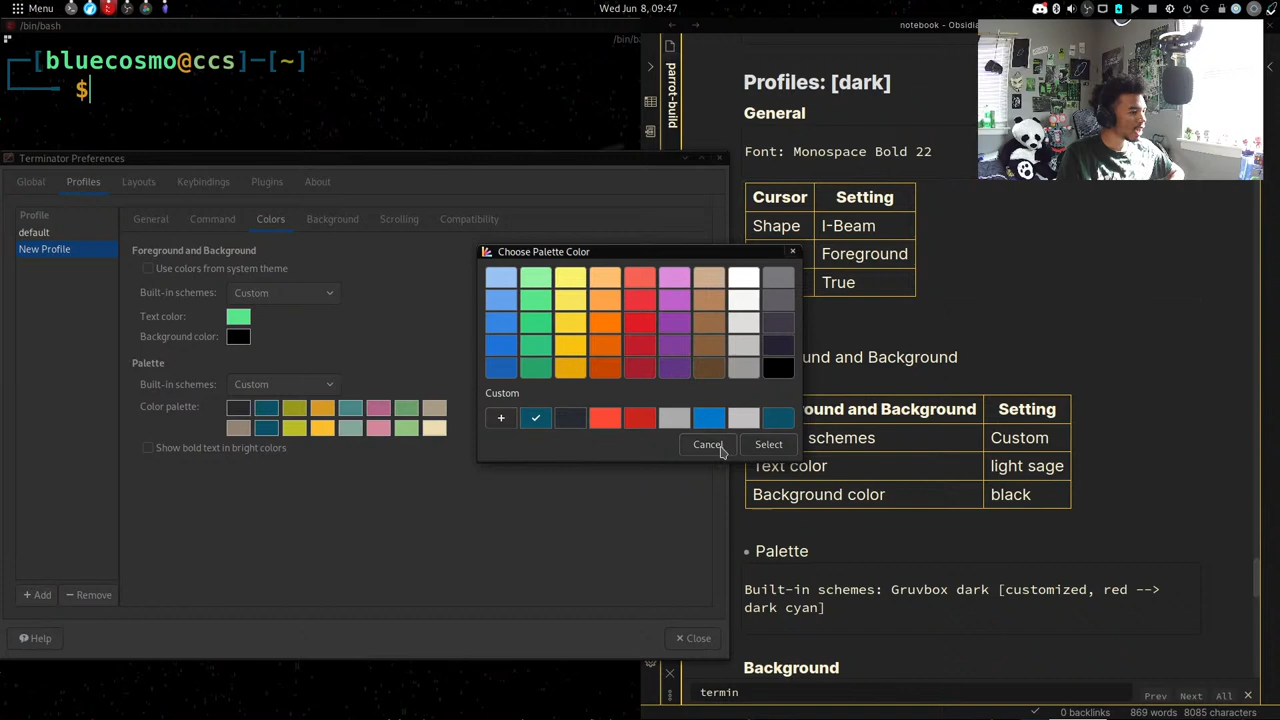 Menu
Wed Jun 8, 09:47
/bin/bash
[bluecosmo@ccs]-[~]
$
Terminator Preferences
Global Profiles Layouts Keybindings Plugins About
Profile
default
New Profile
General Command Colors Background Scrolling Compatibility
Foreground and Background
Use colors from system theme
Built-in schemes: Custom
Text color:
Background color:
Palette
Built-in schemes: Custom
Color palette:
Show bold text in bright colors
+ Add
Remove
Help
Close
Choose Palette Color
Custom
+
Cancel
Select
notebook - Obsidia
parrot-build
Profiles: [dark]
General
Font: Monospace Bold 22
Cursor Setting
Shape I-Beam
Foreground
True
und and Background
ound and Background Setting
schemes Custom
Text color light sage
Background color black
Palette
Built-in schemes: Gruvbox dark [customized, red -->
dark cyan]
Background
termin
Prev Next All
0 backlinks 869 words 8085 characters